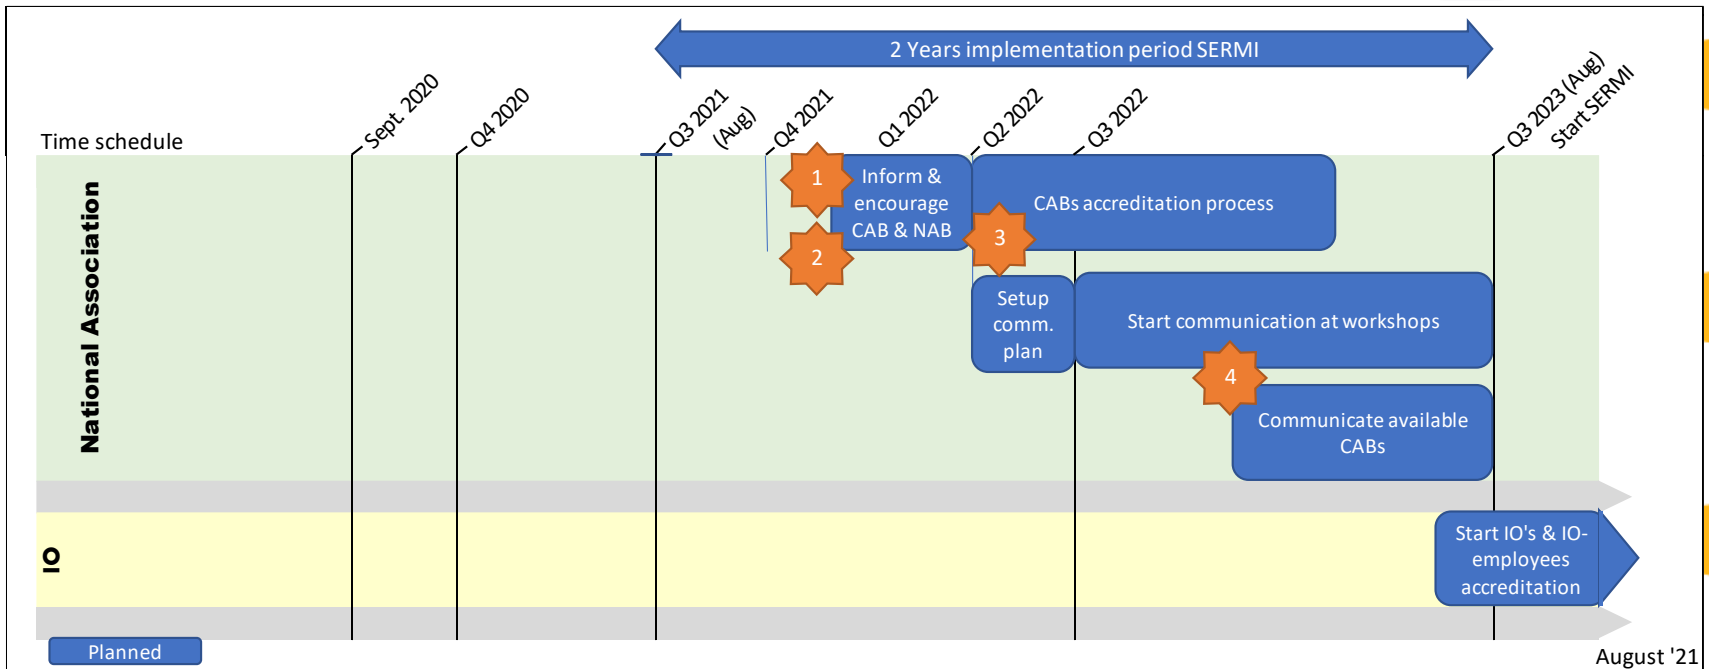 2 Years implementation period SERMI
Time schedule
Sept. 2020
Q4 2020
Q3 2021
(Aug)
Q4 2021
Q1 2022
Q2 2022
Q3 2022
Q3 2023 (Aug)
Start SERMI
National Association
1
Inform &
encourage
CAB & NAB
2
CABs accreditation process
3
Setup
comm.
plan
Start communication at workshops
4
Communicate available
CABs
IO
Start IO's & IO-
employees
accreditation
Planned
August '21